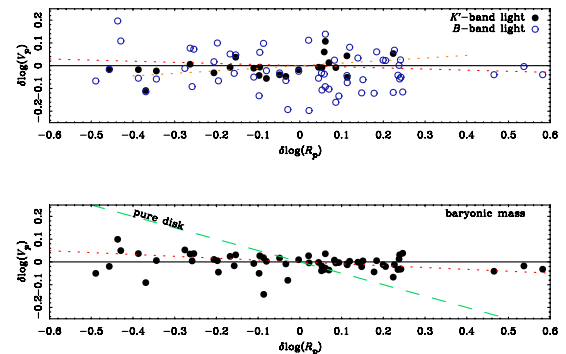 K'-band light
B-band light
0.2
0.1
0
-0.1
-0.2
δlog(V_p)
-0.6 -0.5 -0.4 -0.3 -0.2 -0.1 0 0.1 0.2 0.3 0.4 0.5 0.6
δlog(R_p)
pure disk
baryonic mass
0.2
0.1
0
-0.1
-0.2
δlog(V_p)
-0.6 -0.5 -0.4 -0.3 -0.2 -0.1 0 0.1 0.2 0.3 0.4 0.5 0.6
δlog(R_p)